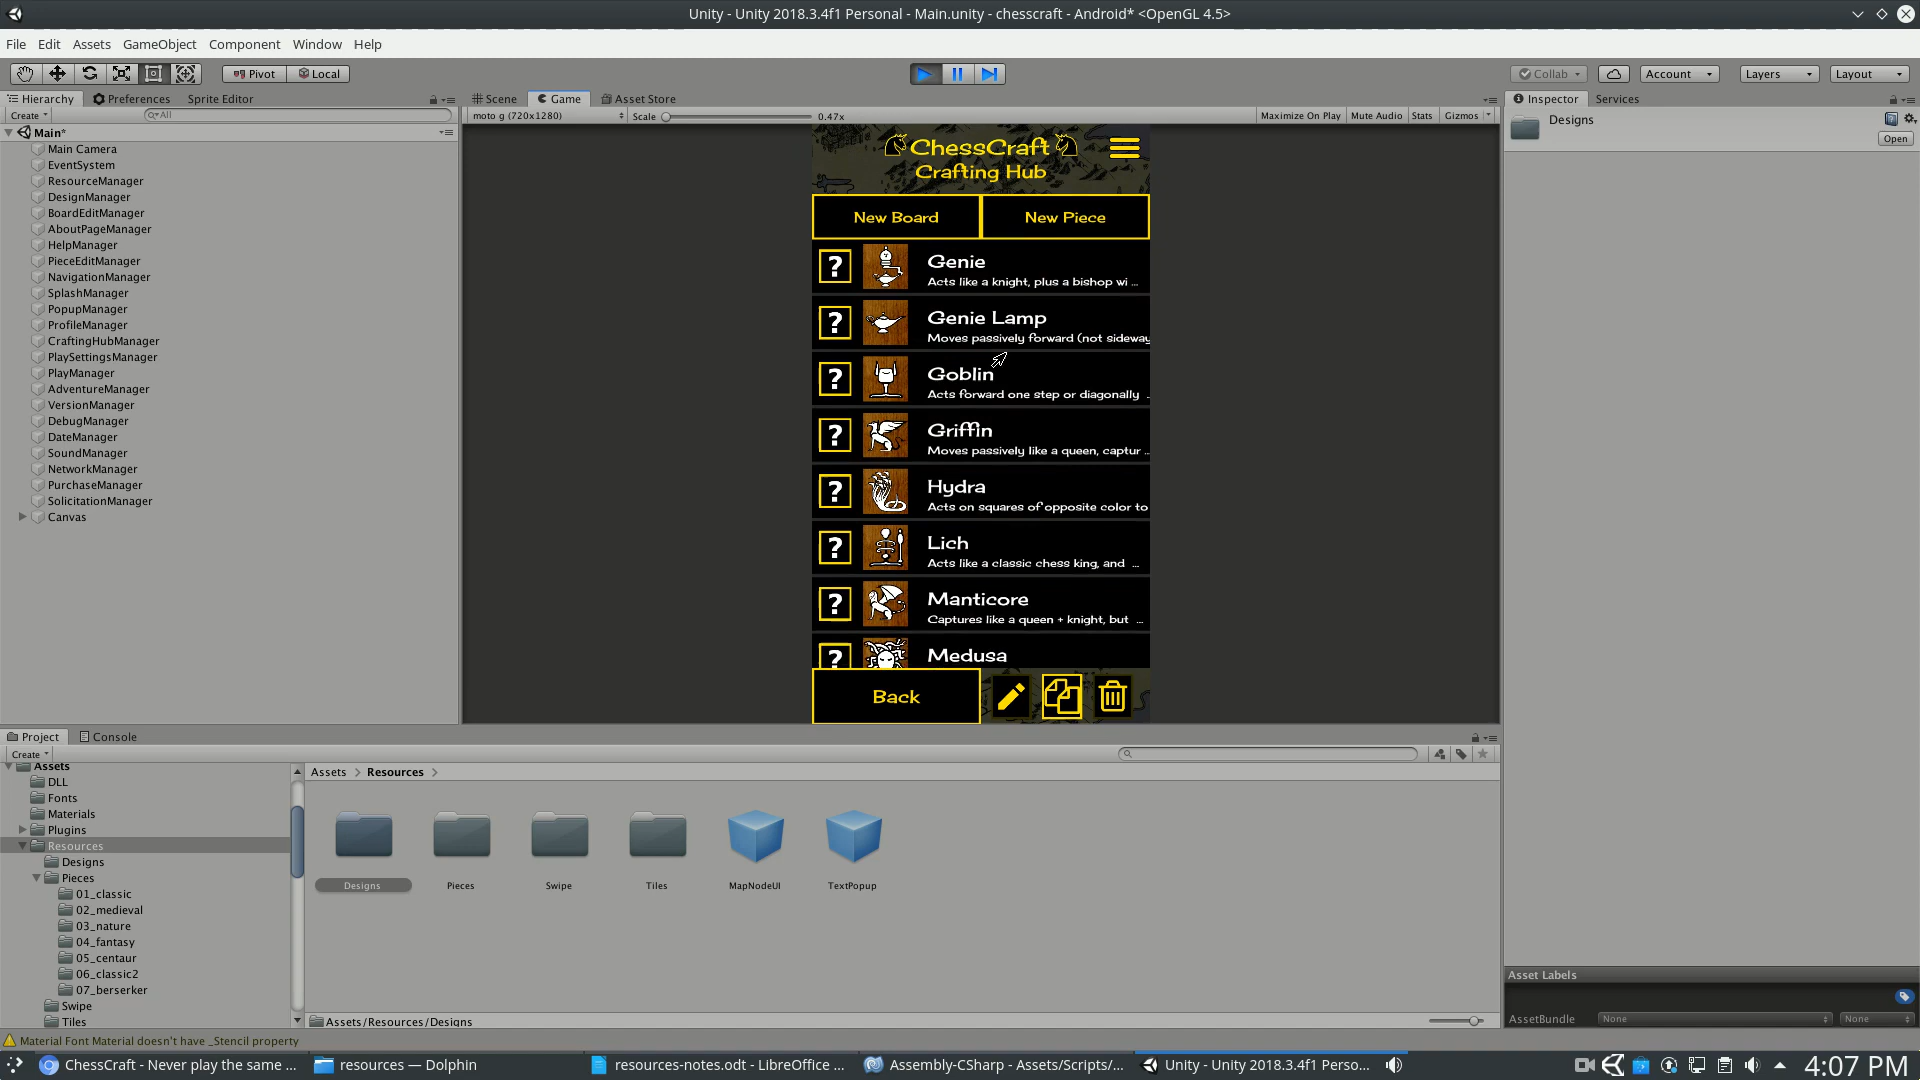 Unity - Unity 2018.3.4f1 Personal - Main.unity - chesscraft - Android* <OpenGL 4.5>
File Edit Assets GameObject Component Window Help
Pivot Local Collab Account Layers Layout
Hierarchy Preferences Sprite Editor
Create All
Main*
Main Camera
EventSystem
ResourceManager
DesignManager
BoardEditManager
AboutPageManager
HelpManager
PieceEditManager
NavigationManager
SplashManager
PopupManager
ProfileManager
CraftingHubManager
PlaySettingsManager
PlayManager
AdventureManager
VersionManager
DebugManager
DateManager
SoundManager
NetworkManager
PurchaseManager
SolicitationManager
Canvas
Scene Game Asset Store
moto g (720x1280) Scale 0.47x Maximize On Play Mute Audio Stats Gizmos
ChessCraft
Crafting Hub
New Board New Piece
? Genie
Acts like a knight, plus a bishop wi ...
? Genie Lamp
Moves passively forward (not sideway
? Goblin
Acts forward one step or diagonally .
? Griffin
Moves passively like a queen, captur ...
? Hydra
Acts on squares of opposite color to
? Lich
Acts like a classic chess king, and ...
? Manticore
Captures like a queen + knight, but ...
? Medusa
Back
Inspector Services
Designs
Open
Project Console
Create
Assets
DLL
Fonts
Materials
Plugins
Resources
Designs
Pieces
01_classic
02_medieval
03_nature
04_fantasy
05_centaur
06_classic2
07_berserker
Swipe
Tiles
Assets > Resources >
Designs Pieces Swipe Tiles MapNodeUI TextPopup
Assets/Resources/Designs
Asset Labels
AssetBundle None None
Material Font Material doesn't have _Stencil property
ChessCraft - Never play the same ... resources — Dolphin resources-notes.odt - LibreOffice ... Assembly-CSharp - Assets/Scripts/... Unity - Unity 2018.3.4f1 Perso... 4:07 PM